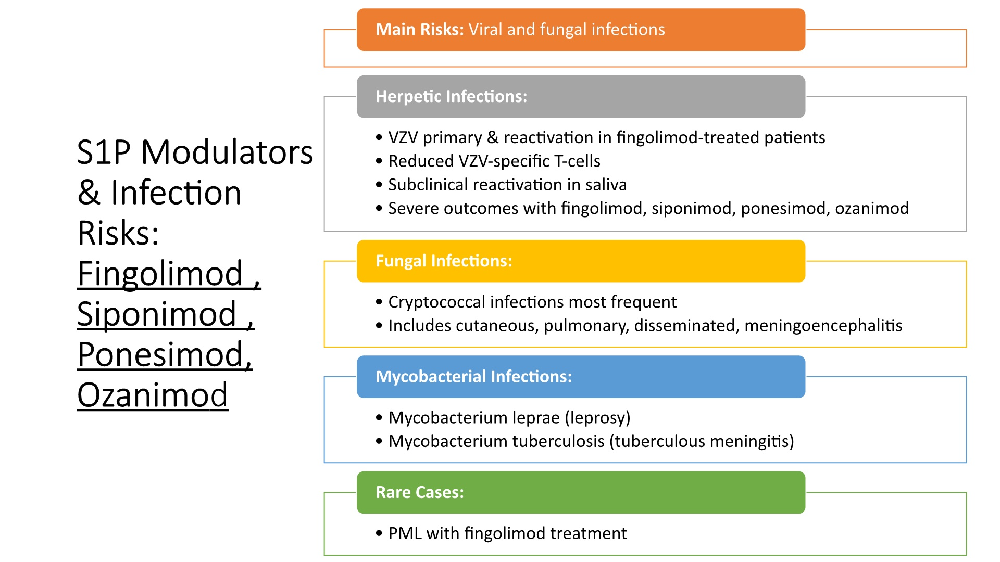 S1P Modulators
& Infection
Risks:
Fingolimod ,
Siponimod ,
Ponesimod,
Ozanimod
Main Risks: Viral and fungal infections
Herpetic Infections:
• VZV primary & reactivation in fingolimod-treated patients
• Reduced VZV-specific T-cells
• Subclinical reactivation in saliva
• Severe outcomes with fingolimod, siponimod, ponesimod, ozanimod
Fungal Infections:
• Cryptococcal infections most frequent
• Includes cutaneous, pulmonary, disseminated, meningoencephalitis
Mycobacterial Infections:
• Mycobacterium leprae (leprosy)
• Mycobacterium tuberculosis (tuberculous meningitis)
Rare Cases:
• PML with fingolimod treatment